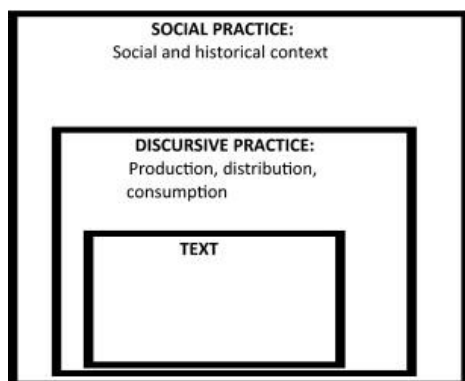 SOCIAL PRACTICE:
Social and historical context
DISCURSIVE PRACTICE:
Production, distribution,
consumption
TEXT